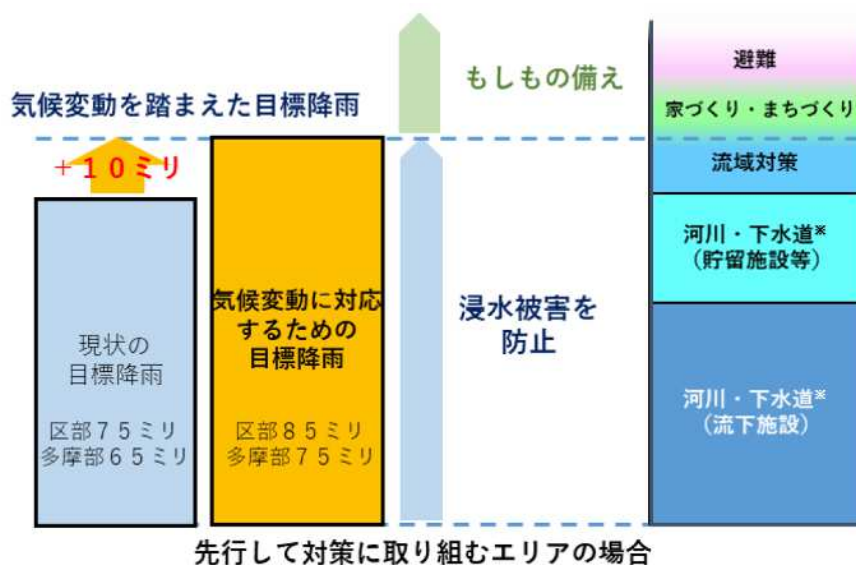 避難
もしもの備え
家づくり・まちづくり
気候変動を踏まえた目標降雨
+10ミリ
流域対策
河川・下水道※
(貯留施設等)
気候変動に対応
するための
目標降雨
浸水被害を
防止
現状の
目標降雨
河川・下水道※
(流下施設)
区部75ミリ
多摩部65ミリ
区部85ミリ
多摩部75ミリ
先行して対策に取り組むエリアの場合